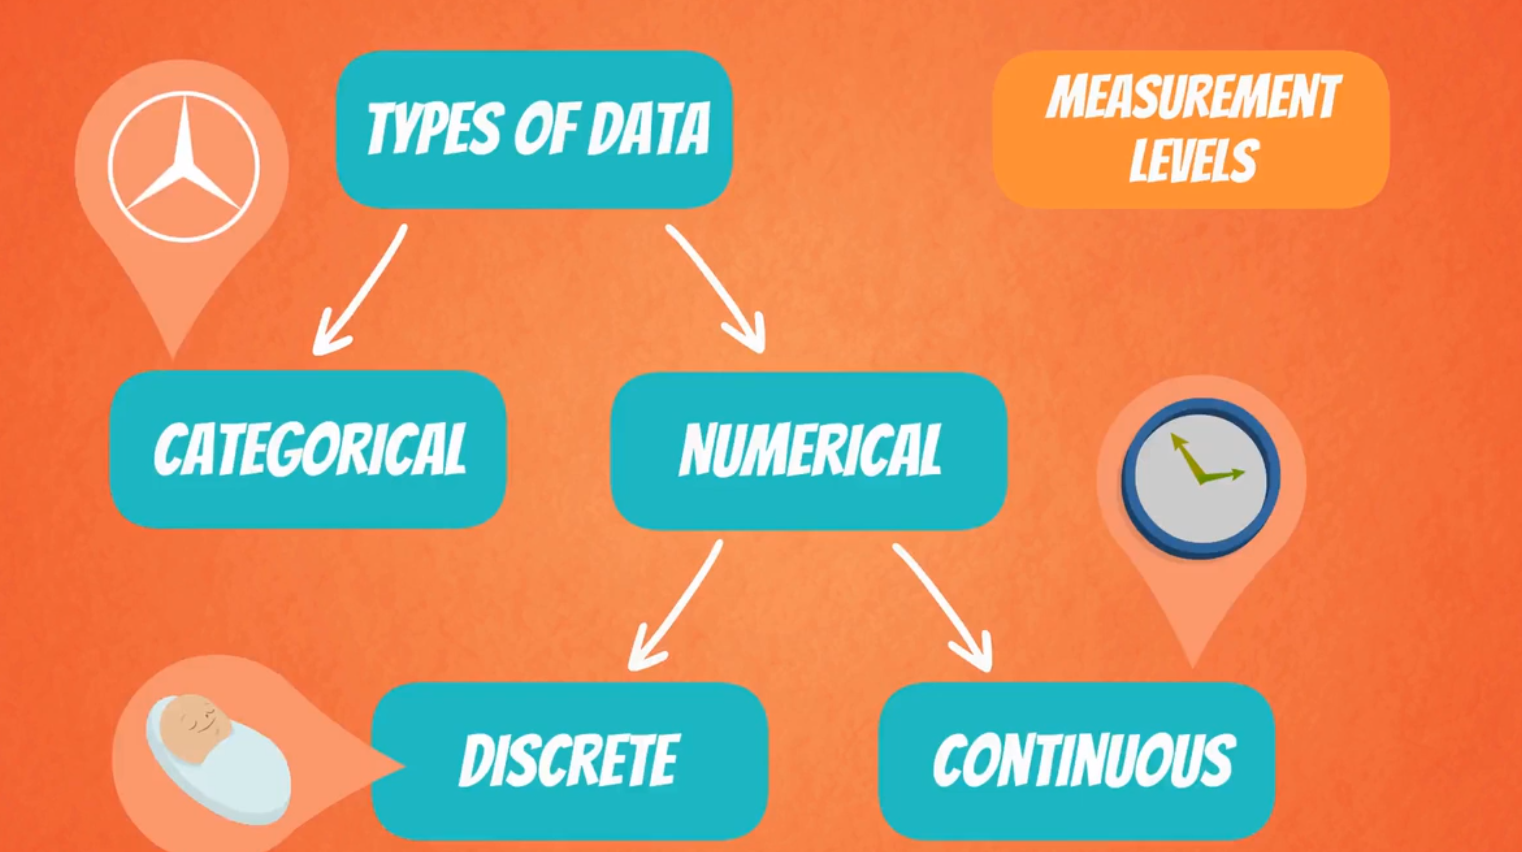 TYPES OF DATA
MEASUREMENT
LEVELS
CATEGORICAL
NUMERICAL
DISCRETE
CONTINUOUS